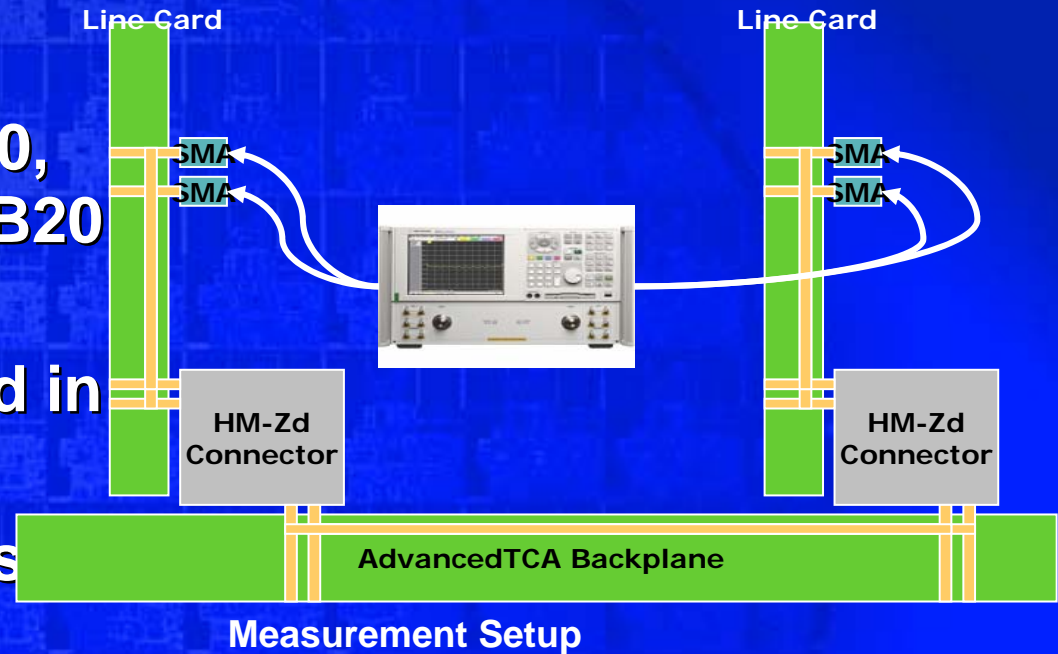 Line Card
Line Card
0,
SMA
SMA
B20
SMA
SMA
d in
HM-Zd
Connector
HM-Zd
Connector
s
AdvancedTCA Backplane
Measurement Setup